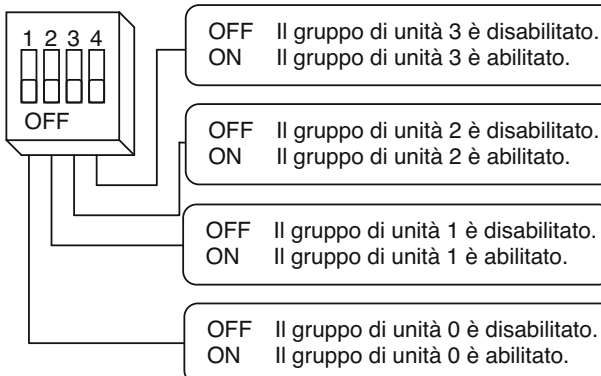 1 2 3 4
OFF
OFF Il gruppo di unità 3 è disabilitato.
ON Il gruppo di unità 3 è abilitato.
OFF Il gruppo di unità 2 è disabilitato.
ON Il gruppo di unità 2 è abilitato.
OFF Il gruppo di unità 1 è disabilitato.
ON Il gruppo di unità 1 è abilitato.
OFF Il gruppo di unità 0 è disabilitato.
ON Il gruppo di unità 0 è abilitato.